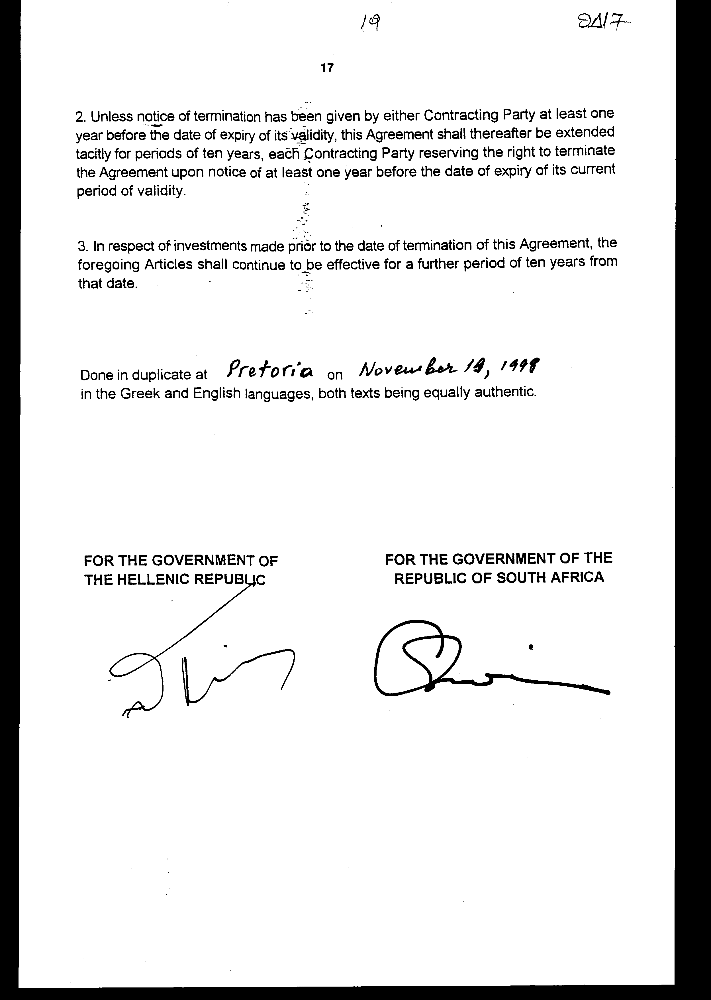 19
17
2. Unless notice of termination has been given by either Contracting Party at least one
year before the date of expiry of its validity, this Agreement shall thereafter be extended
tacitly for periods of ten years, each Contracting Party reserving the right to terminate
the Agreement upon notice of at least one year before the date of expiry of its current
period of validity.
3. In respect of investments made prior to the date of termination of this Agreement, the
foregoing Articles shall continue to be effective for a further period of ten years from
that date.
Done in duplicate at Pretoria on November 19, 1998
in the Greek and English languages, both texts being equally authentic.
FOR THE GOVERNMENT OF
THE HELLENIC REPUBLIC
FOR THE GOVERNMENT OF THE
REPUBLIC OF SOUTH AFRICA